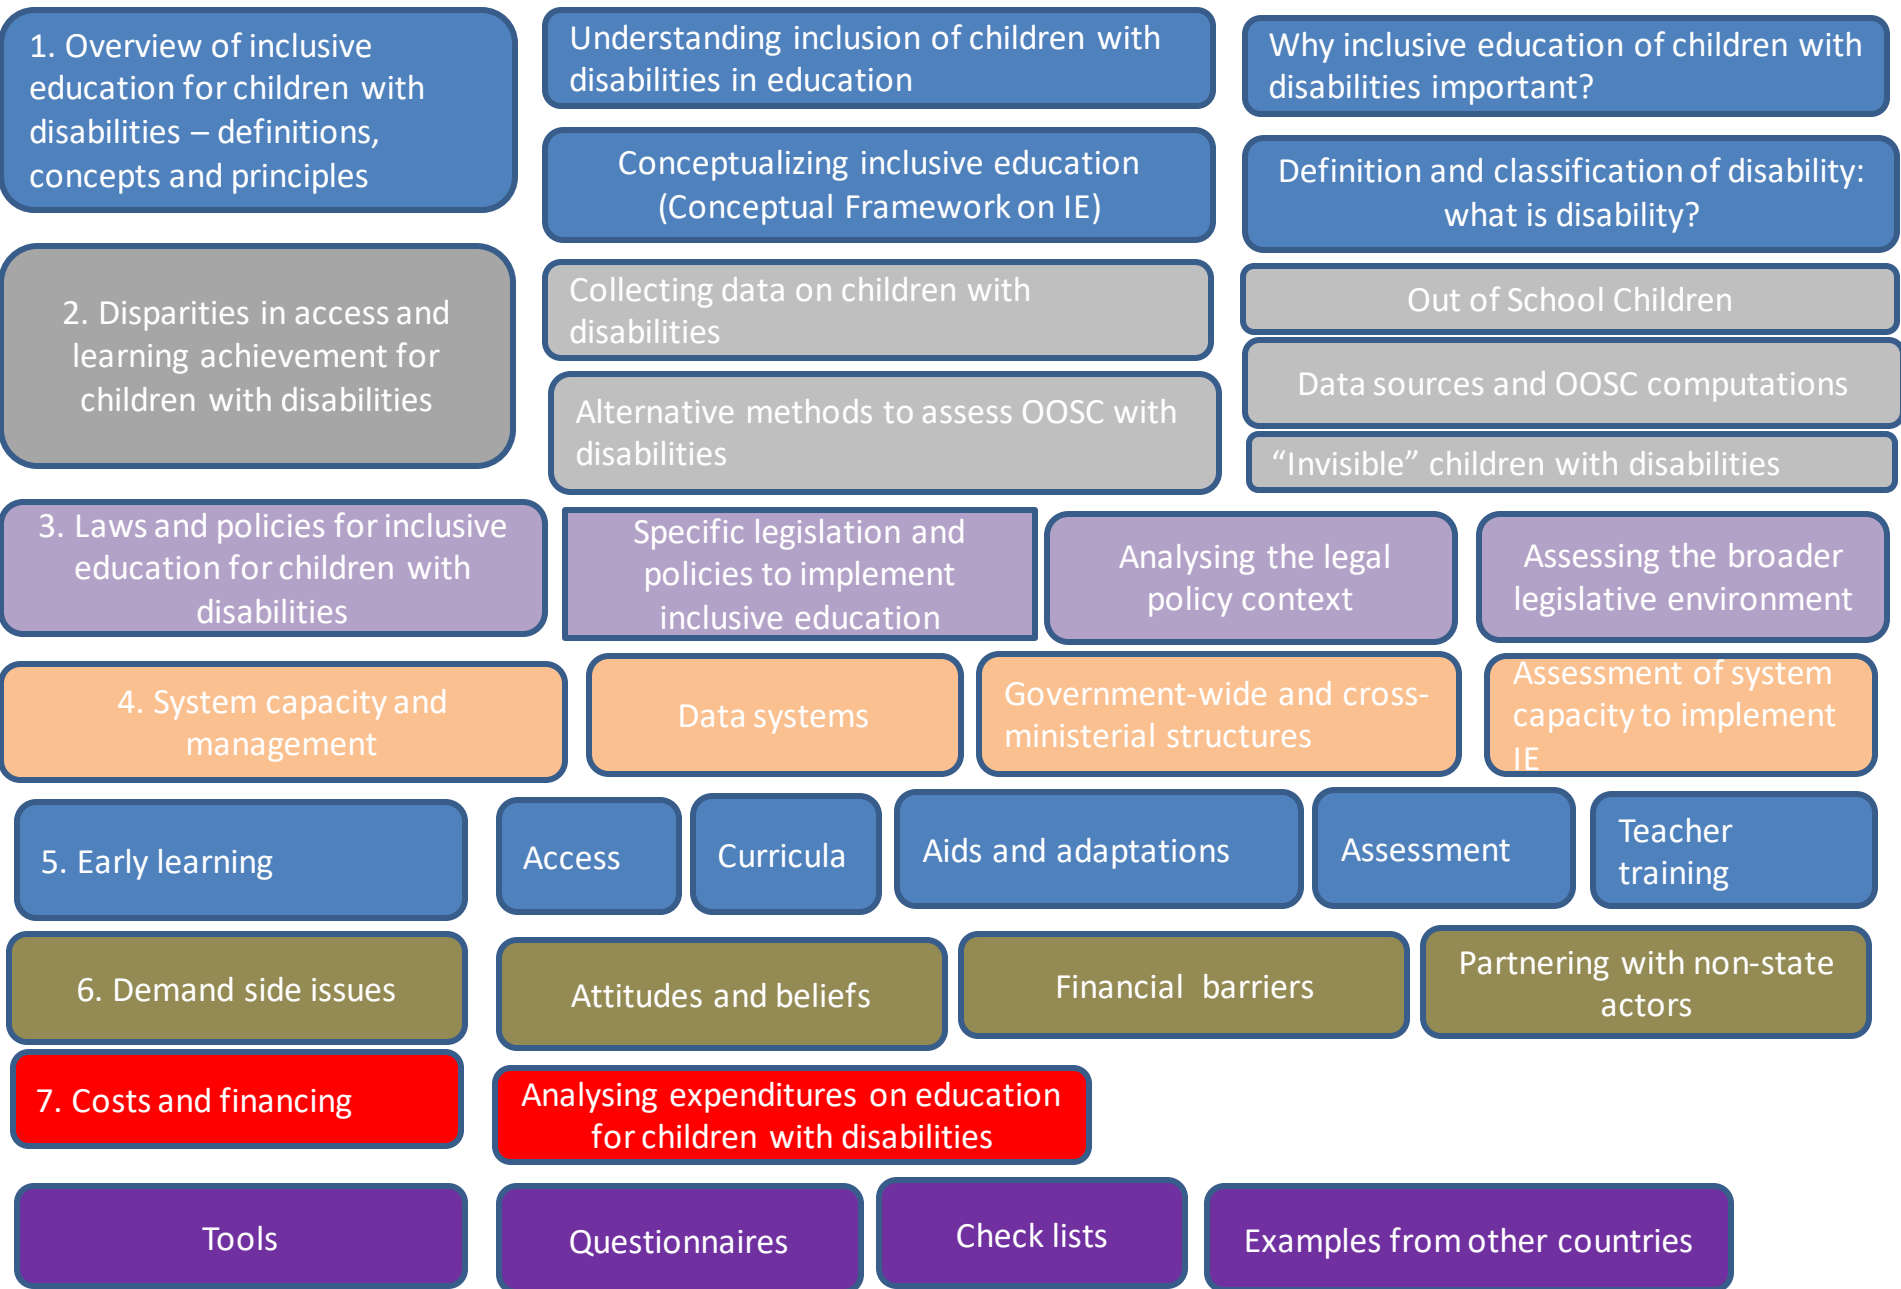 1. Overview of inclusive
education for children with
disabilities – definitions,
concepts and principles
Understanding inclusion of children with
disabilities in education
Why inclusive education of children with
disabilities important?
Conceptualizing inclusive education
(Conceptual Framework on IE)
Definition and classification of disability:
what is disability?
2. Disparities in access and
learning achievement for
children with disabilities
Collecting data on children with
disabilities
Out of School Children
Data sources and OOSC computations
Alternative methods to assess OOSC with
disabilities
“Invisible” children with disabilities
3. Laws and policies for inclusive
education for children with
disabilities
Specific legislation and
policies to implement
inclusive education
Analysing the legal
policy context
Assessing the broader
legislative environment
4. System capacity and
management
Data systems
Government-wide and cross-
ministerial structures
Assessment of system
capacity to implement
IE
5. Early learning
Access
Curricula
Aids and adaptations
Assessment
Teacher
training
6. Demand side issues
Attitudes and beliefs
Financial barriers
Partnering with non-state
actors
7. Costs and financing
Analysing expenditures on education
for children with disabilities
Tools
Questionnaires
Check lists
Examples from other countries